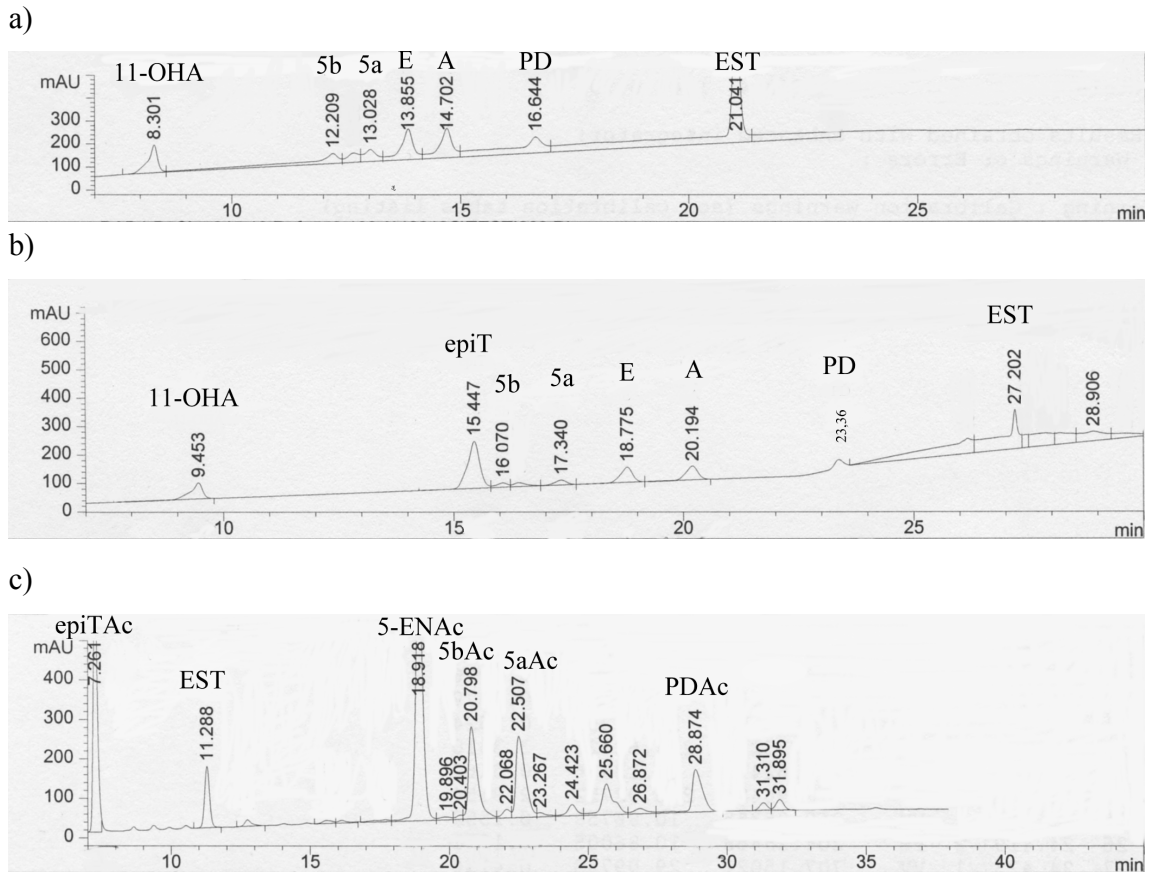 a)
11-OHA 5b 5a E A PD EST
mAU
8.301 12.209 13.028 13.855 14.702 16.644 21.041
300
200
100
0
10 15 20 25 min
b)
mAU
600
500
400
300
200
100
0
11-OHA epiT 5b 5a E A PD EST
9.453 15 447 16 070 17.340 18.775 20.194 23,36 27 202 28.906
10 15 20 25 min
c)
epiTAc EST 5-ENAc 5bAc 5aAc PDAc
mAU
400
300
200
100
0
7.261 11.288 18.918 19.896 20.403 20.798 22.068 22.507 23.267 24.423 25.660 26.872 28.874 31.310 31.895
10 15 20 25 30 35 40 min